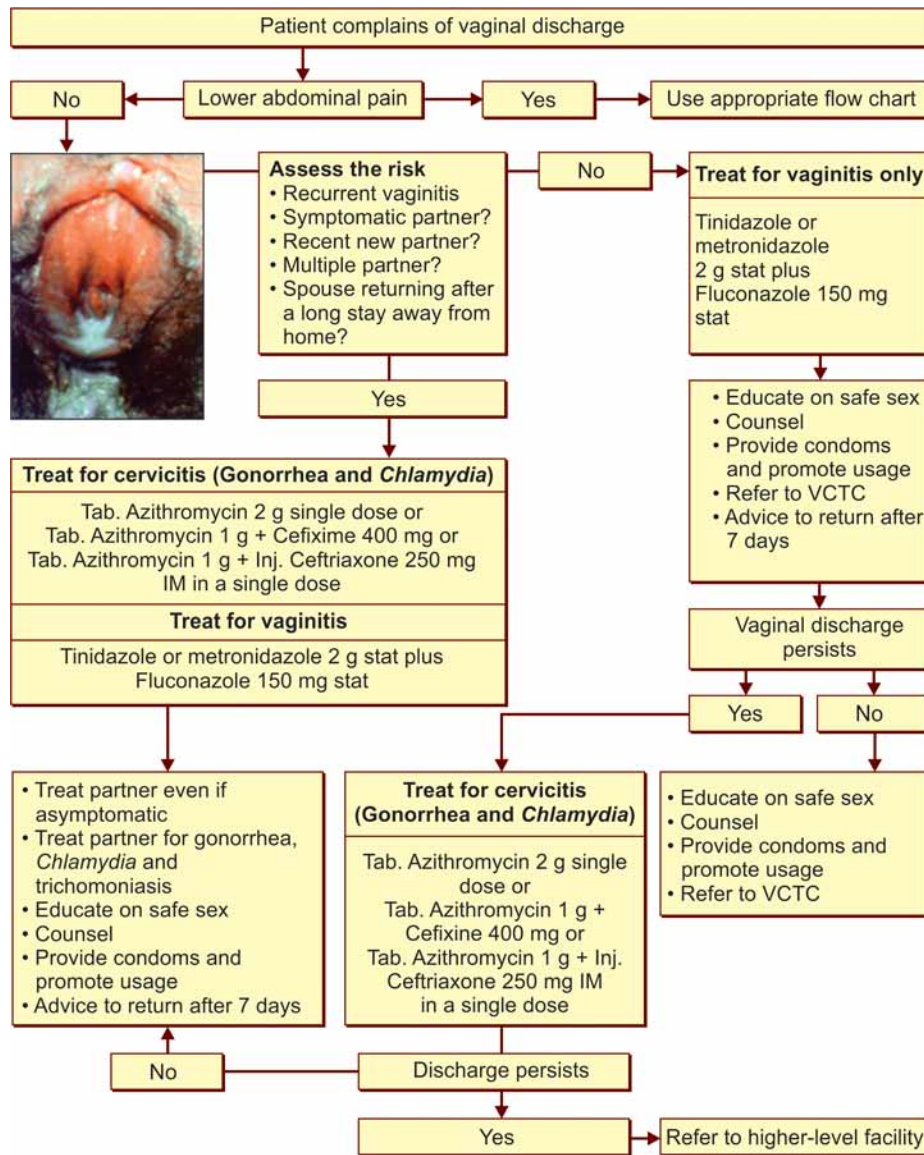 Patient complains of vaginal discharge
No
Lower abdominal pain
Yes
Use appropriate flow chart
Assess the risk
• Recurrent vaginitis
• Symptomatic partner?
• Recent new partner?
• Multiple partner?
• Spouse returning after
a long stay away from
home?
No
Treat for vaginitis only
Tinidazole or
metronidazole
2 g stat plus
Fluconazole 150 mg
stat
Yes
• Educate on safe sex
• Counsel
• Provide condoms
and promote usage
• Refer to VCTC
• Advice to return after
7 days
Treat for cervicitis (Gonorrhea and Chlamydia)
Tab. Azithromycin 2 g single dose or
Tab. Azithromycin 1 g + Cefixime 400 mg or
Tab. Azithromycin 1 g + Inj. Ceftriaxone 250 mg
IM in a single dose
Treat for vaginitis
Tinidazole or metronidazole 2 g stat plus
Fluconazole 150 mg stat
Vaginal discharge
persists
Yes
No
• Treat partner even if
asymptomatic
• Treat partner for gonorrhea,
Chlamydia and
trichomoniasis
• Educate on safe sex
• Counsel
• Provide condoms and
promote usage
• Advice to return after 7 days
Treat for cervicitis
(Gonorrhea and Chlamydia)
Tab. Azithromycin 2 g single
dose or
Tab. Azithromycin 1 g +
Cefixine 400 mg or
Tab. Azithromycin 1 g + Inj.
Ceftriaxone 250 mg IM
in a single dose
• Educate on safe sex
• Counsel
• Provide condoms and
promote usage
• Refer to VCTC
No
Discharge persists
Yes
Refer to higher-level facility